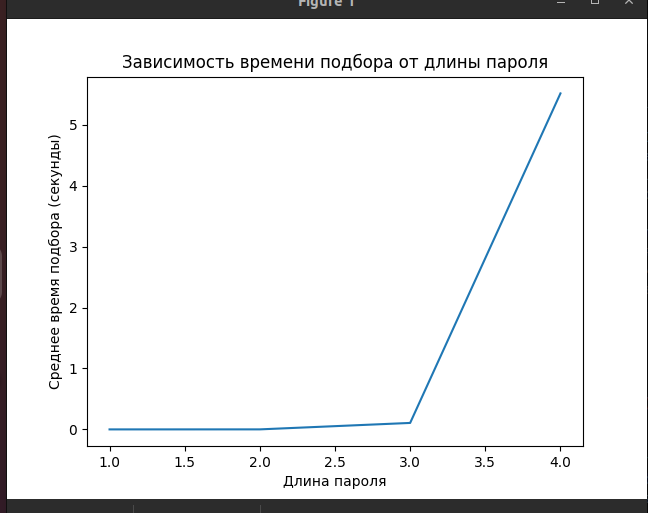 Figure 1
Зависимость времени подбора от длины пароля
Среднее время подбора (секунды)
5
4
3
2
1
0
1.0 1.5 2.0 2.5 3.0 3.5 4.0
Длина пароля